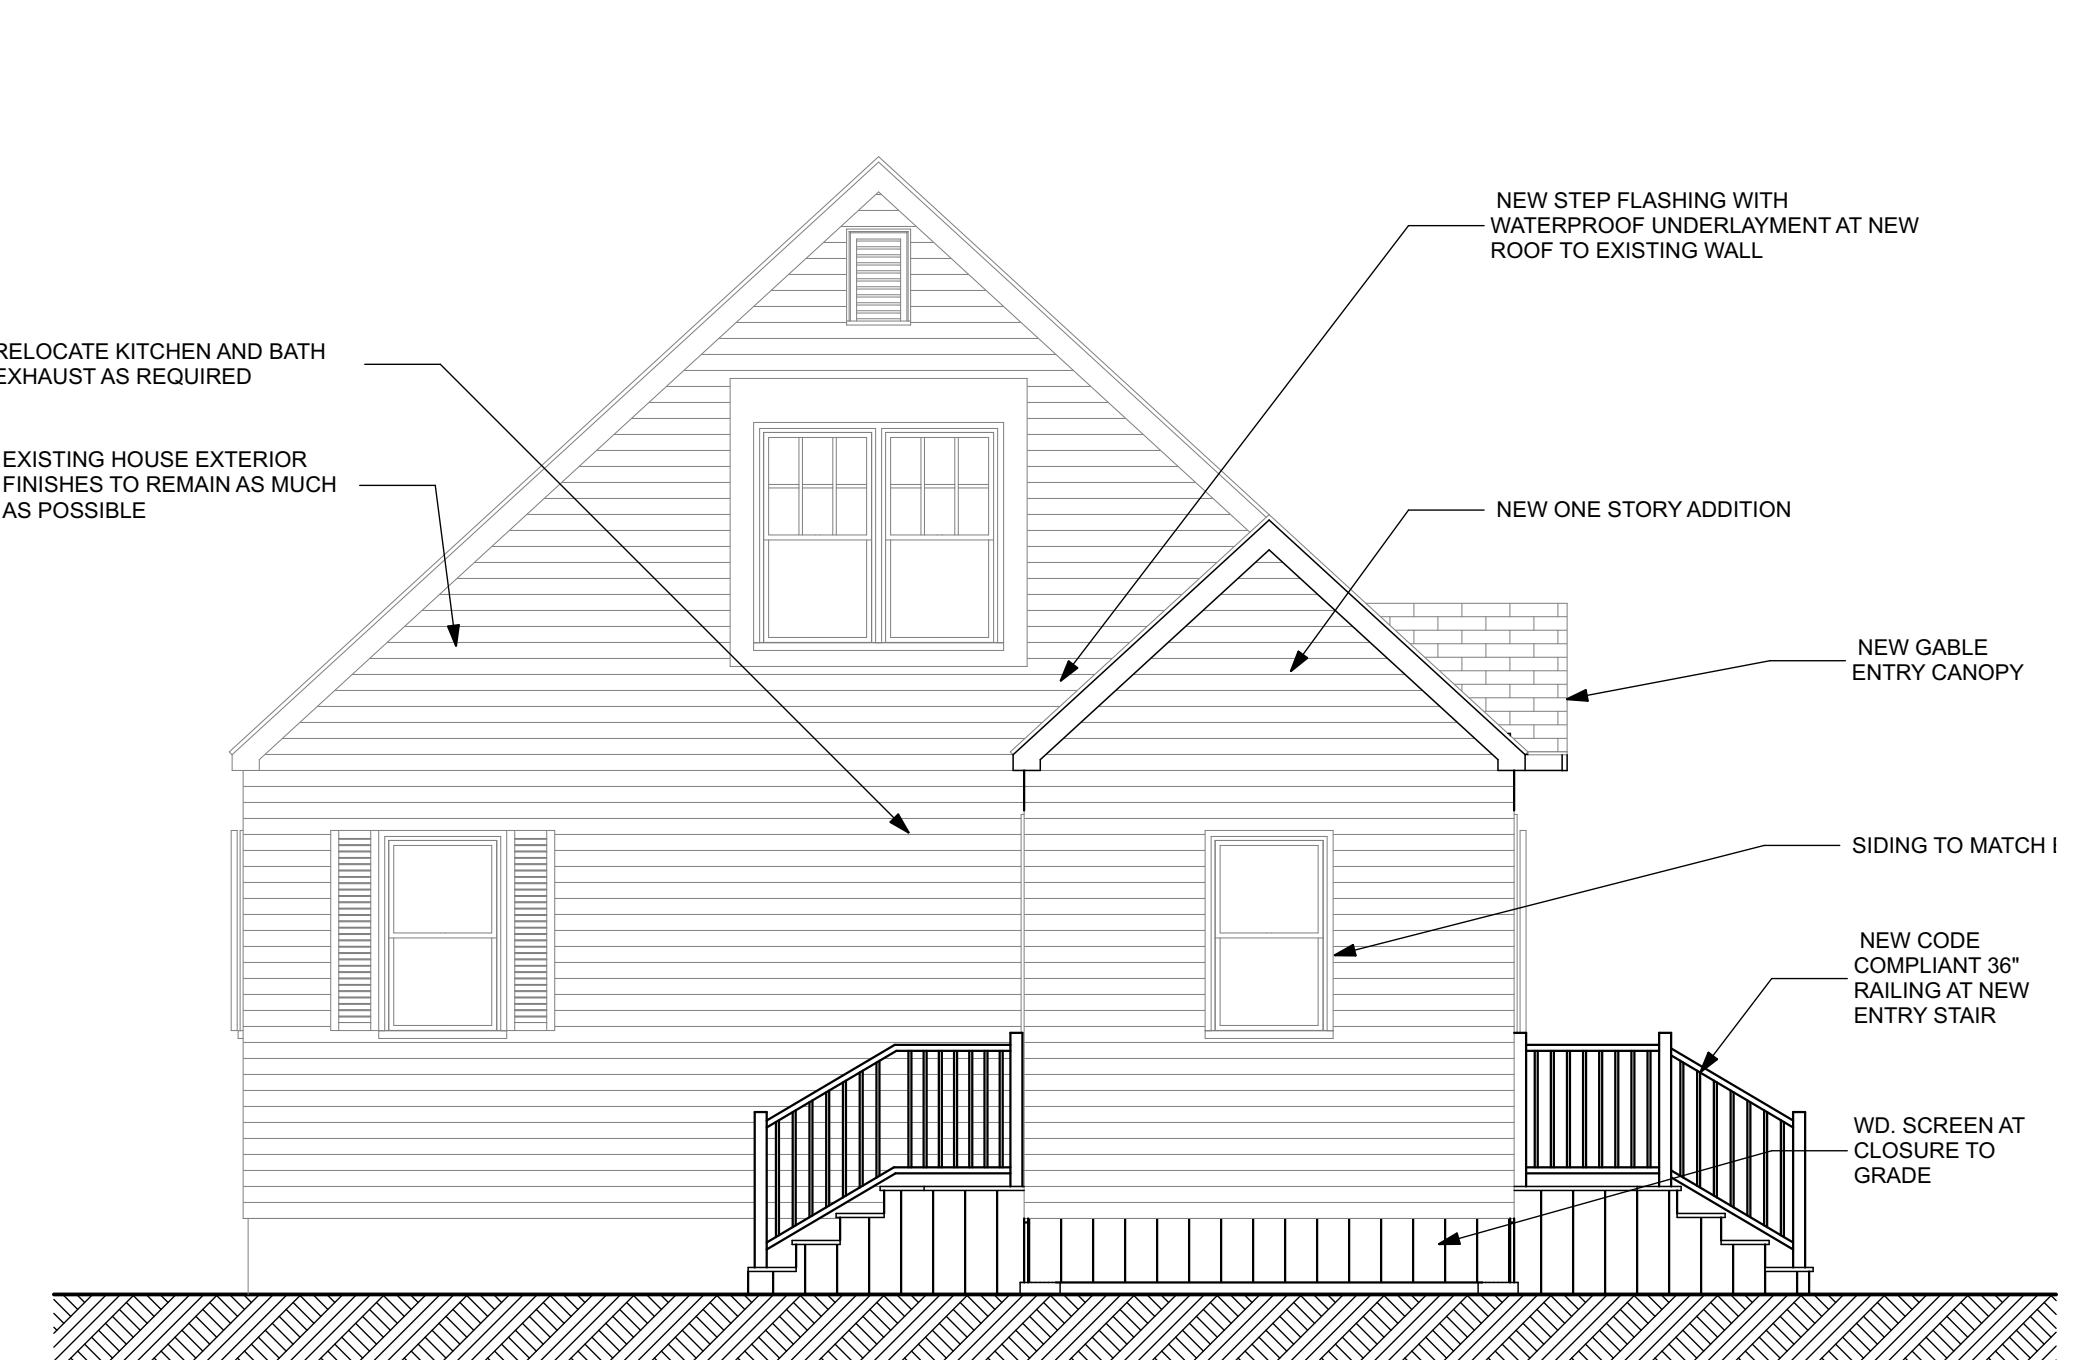 NEW STEP FLASHING WITH
WATERPROOF UNDERLAYMENT AT NEW
ROOF TO EXISTING WALL
RELOCATE KITCHEN AND BATH
EXHAUST AS REQUIRED
EXISTING HOUSE EXTERIOR
FINISHES TO REMAIN AS MUCH
AS POSSIBLE
NEW ONE STORY ADDITION
NEW GABLE
ENTRY CANOPY
SIDING TO MATCH
NEW CODE
COMPLIANT 36"
RAILING AT NEW
ENTRY STAIR
WD. SCREEN AT
CLOSURE TO
GRADE